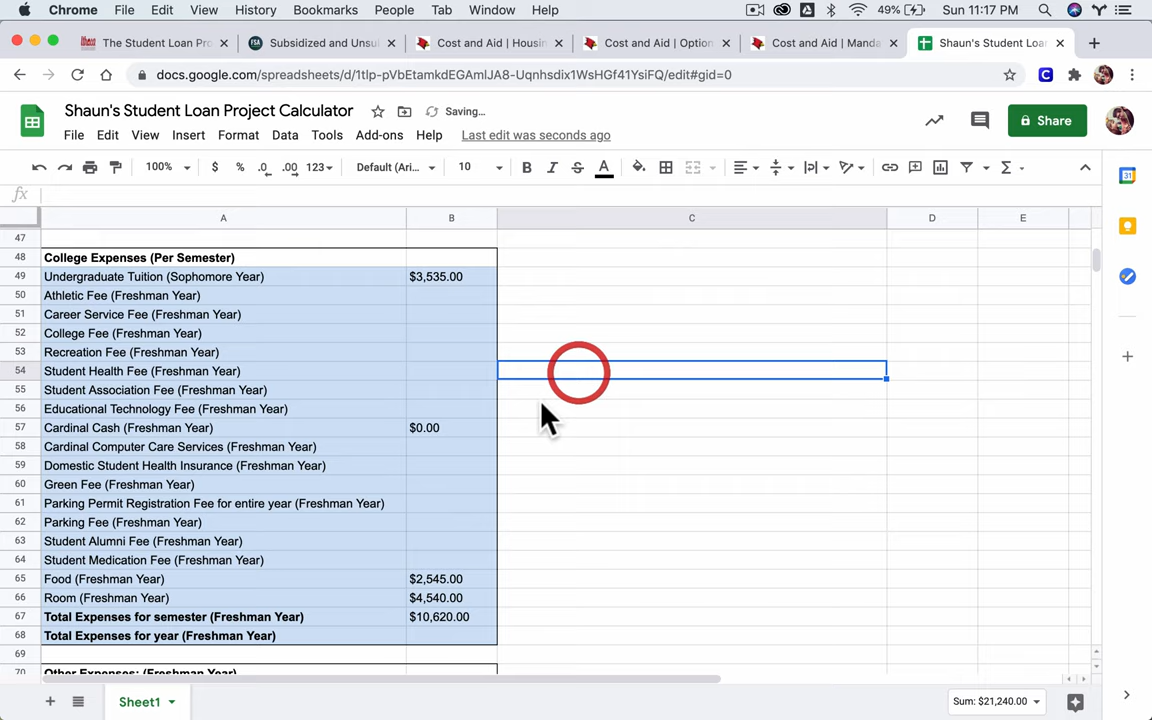 Chrome File Edit View History Bookmarks People Tab Window Help 49% Sun 11:17 PM
The Student Loan Pro Subsidized and Unsu Cost and Aid | Housin Cost and Aid | Option Cost and Aid | Manda Shaun's Student Loa
docs.google.com/spreadsheets/d/1tlp-pVbEtamkdEGAmlJA8-Uqnhsdix1WsHGf41YsiFQ/edit#gid=0
Shaun's Student Loan Project Calculator Saving...
Share
File Edit View Insert Format Data Tools Add-ons Help Last edit was seconds ago
100% $ % .0 .00 123 Default (Ari... 10 B I S A
fx
A B C D E
47
48 College Expenses (Per Semester)
49 Undergraduate Tuition (Sophomore Year) $3,535.00
50 Athletic Fee (Freshman Year)
51 Career Service Fee (Freshman Year)
52 College Fee (Freshman Year)
53 Recreation Fee (Freshman Year)
54 Student Health Fee (Freshman Year)
55 Student Association Fee (Freshman Year)
56 Educational Technology Fee (Freshman Year)
57 Cardinal Cash (Freshman Year) $0.00
58 Cardinal Computer Care Services (Freshman Year)
59 Domestic Student Health Insurance (Freshman Year)
60 Green Fee (Freshman Year)
61 Parking Permit Registration Fee for entire year (Freshman Year)
62 Parking Fee (Freshman Year)
63 Student Alumni Fee (Freshman Year)
64 Student Medication Fee (Freshman Year)
65 Food (Freshman Year) $2,545.00
66 Room (Freshman Year) $4,540.00
67 Total Expenses for semester (Freshman Year) $10,620.00
68 Total Expenses for year (Freshman Year)
69
70 Other Expenses: (Freshman Year)
Sheet1 Sum: $21,240.00